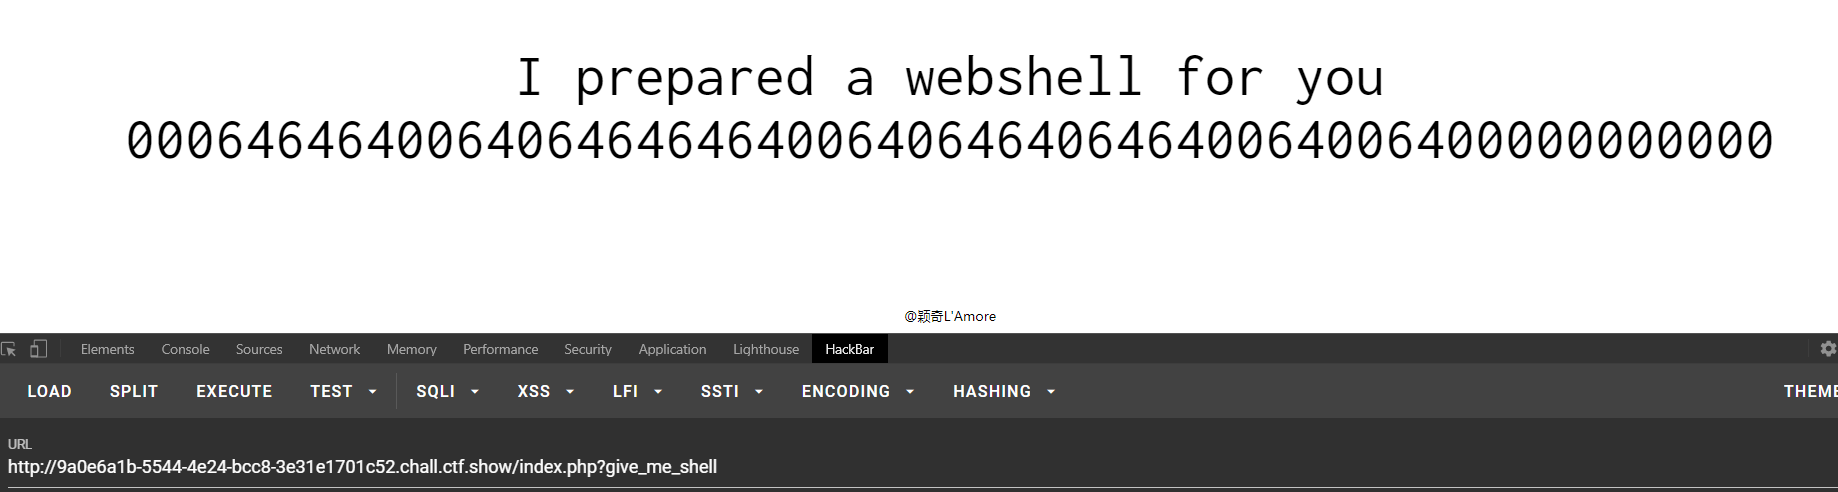 I prepared a webshell for you
0006464640064064646464006406464064640064006400000000000
@颖奇L'Amore
Elements Console Sources Network Memory Performance Security Application Lighthouse HackBar
LOAD SPLIT EXECUTE TEST SQLI XSS LFI SSTI ENCODING HASHING THEME
URL
http://9a0e6a1b-5544-4e24-bcc8-3e31e1701c52.chall.ctf.show/index.php?give_me_shell